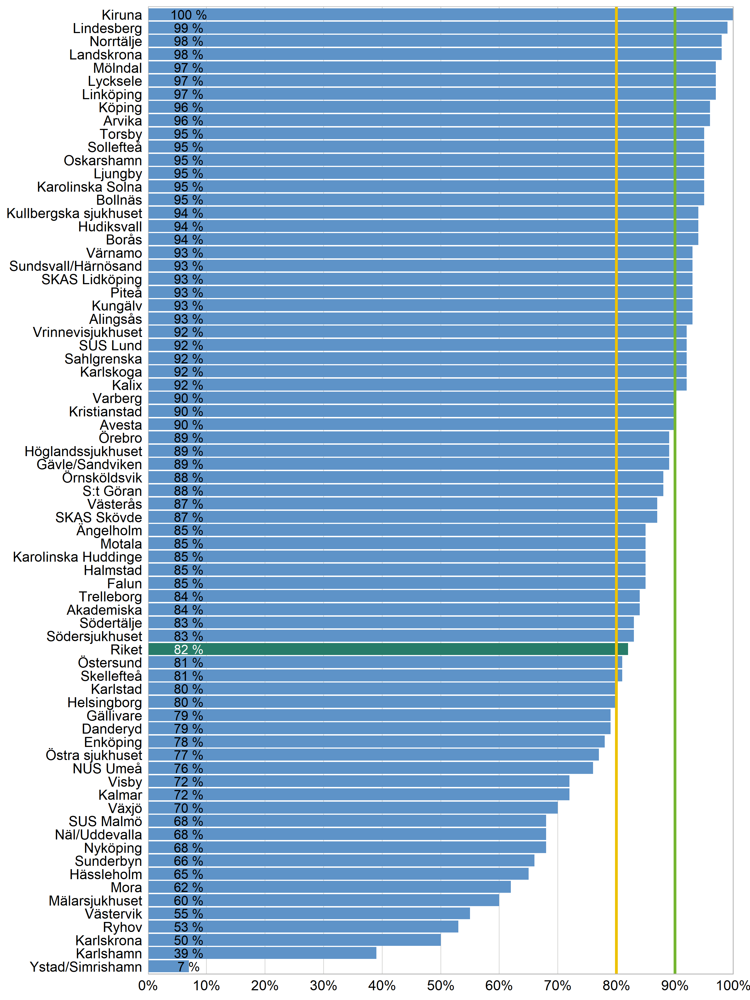 Kiruna 100 %
Lindesberg 99 %
Norrtälje 98 %
Landskrona 98 %
Mölndal 97 %
Lycksele 97 %
Linköping 97 %
Köping 96 %
Arvika 96 %
Torsby 95 %
Sollefteå 95 %
Oskarshamn 95 %
Ljungby 95 %
Karolinska Solna 95 %
Bollnäs 95 %
Kullbergska sjukhuset 94 %
Hudiksvall 94 %
Borås 94 %
Värnamo 93 %
Sundsvall/Härnösand 93 %
SKAS Lidköping 93 %
Piteå 93 %
Kungälv 93 %
Alingsås 93 %
Vrinnevisjukhuset 92 %
SUS Lund 92 %
Sahlgrenska 92 %
Karlskoga 92 %
Kalix 92 %
Varberg 90 %
Kristianstad 90 %
Avesta 90 %
Örebro 89 %
Höglandssjukhuset 89 %
Gävle/Sandviken 89 %
Örnsköldsvik 88 %
S:t Göran 88 %
Västerås 87 %
SKAS Skövde 87 %
Ängelholm 85 %
Motala 85 %
Karolinska Huddinge 85 %
Halmstad 85 %
Falun 85 %
Trelleborg 84 %
Akademiska 84 %
Södertälje 83 %
Södersjukhuset 83 %
Riket 82 %
Östersund 81 %
Skellefteå 81 %
Karlstad 80 %
Helsingborg 80 %
Gällivare 79 %
Danderyd 79 %
Enköping 78 %
Östra sjukhuset 77 %
NUS Umeå 76 %
Visby 72 %
Kalmar 72 %
Växjö 70 %
SUS Malmö 68 %
Näl/Uddevalla 68 %
Nyköping 68 %
Sunderbyn 66 %
Hässleholm 65 %
Mora 62 %
Mälarsjukhuset 60 %
Västervik 55 %
Ryhov 53 %
Karlskrona 50 %
Karlshamn 39 %
Ystad/Simrishamn 7 %
0% 10% 20% 30% 40% 50% 60% 70% 80% 90% 100%